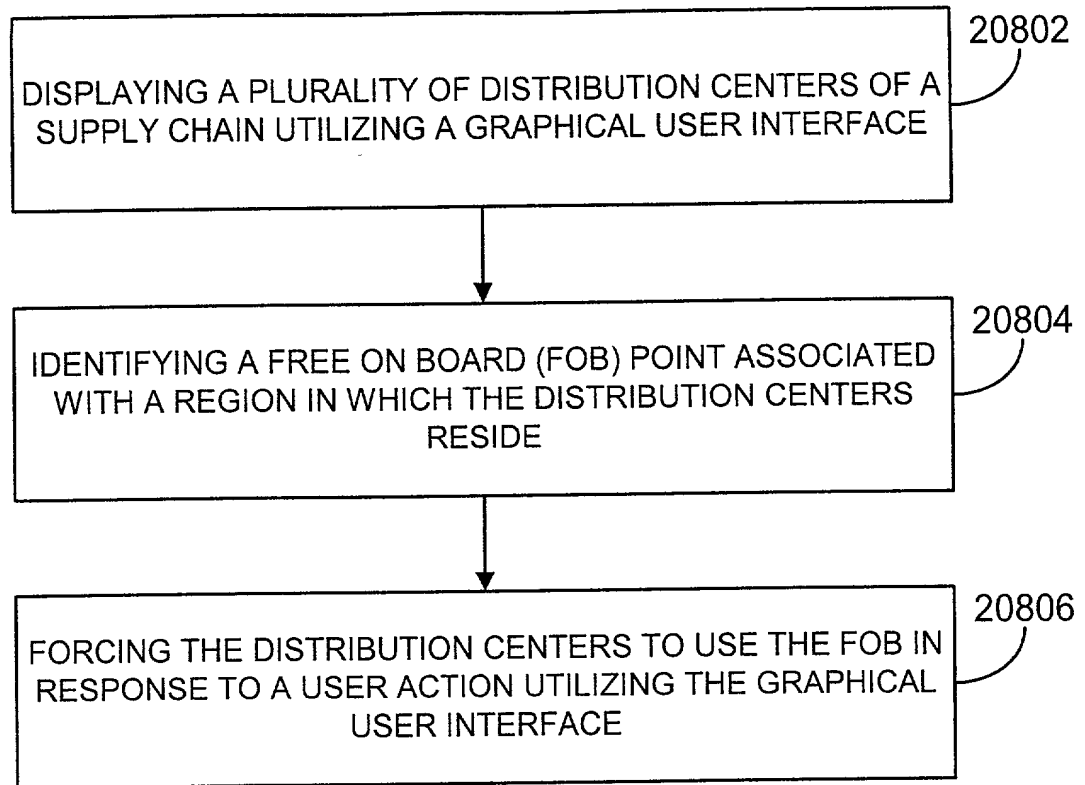 20802
DISPLAYING A PLURALITY OF DISTRIBUTION CENTERS OF A
SUPPLY CHAIN UTILIZING A GRAPHICAL USER INTERFACE
20804
IDENTIFYING A FREE ON BOARD (FOB) POINT ASSOCIATED
WITH A REGION IN WHICH THE DISTRIBUTION CENTERS
RESIDE
20806
FORCING THE DISTRIBUTION CENTERS TO USE THE FOB IN
RESPONSE TO A USER ACTION UTILIZING THE GRAPHICAL
USER INTERFACE